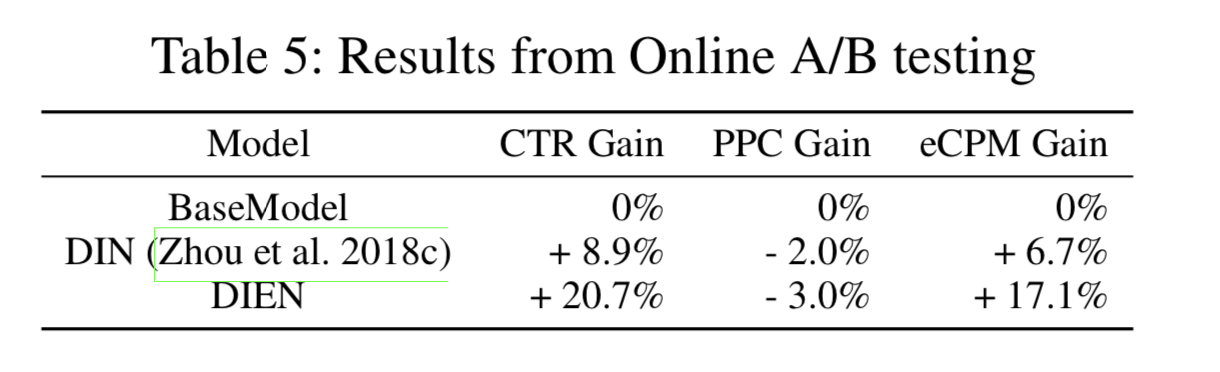 Table 5: Results from Online A/B testing
Model CTR Gain PPC Gain eCPM Gain
BaseModel 0% 0% 0%
DIN (Zhou et al. 2018c) + 8.9% - 2.0% + 6.7%
DIEN + 20.7% - 3.0% + 17.1%